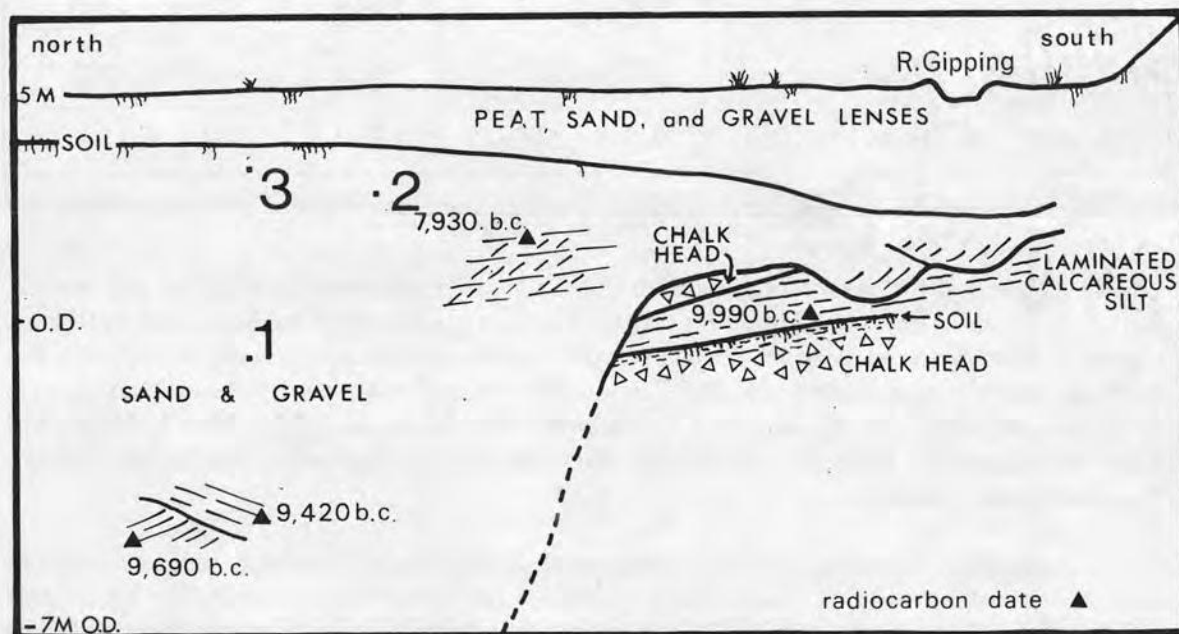 north
south
R.Gipping
5M
PEAT, SAND, and GRAVEL LENSES
SOIL
.3
.2
7,930. b.c.
CHALK
HEAD
LAMINATED
CALCAREOUS
SILT
9,990 b.c.
O.D.
SOIL
.1
CHALK HEAD
SAND & GRAVEL
9,420 b.c.
9,690 b.c.
radiocarbon date ▲
-7M O.D.